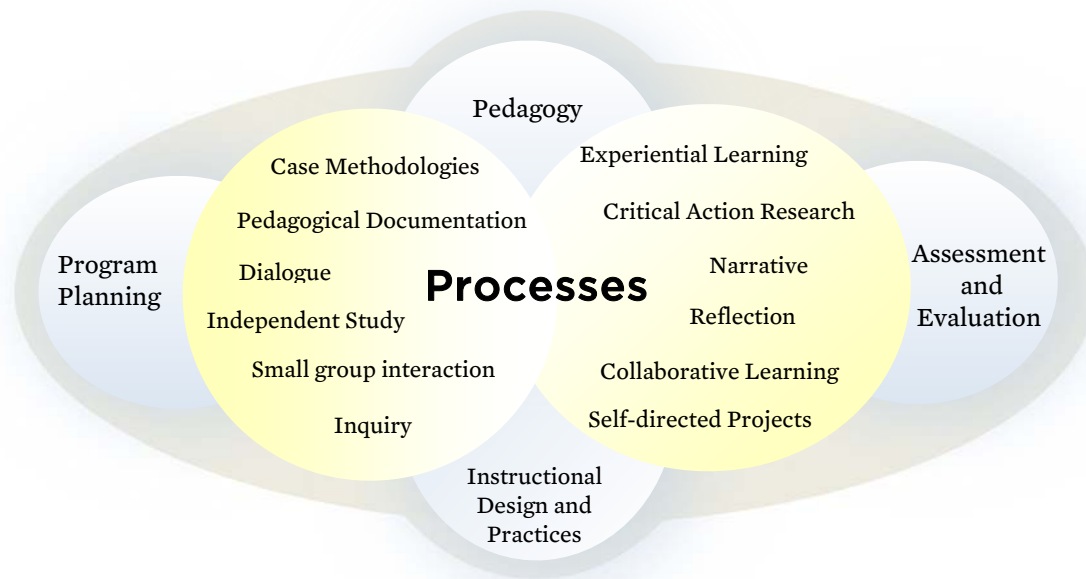 Pedagogy
Case Methodologies
Pedagogical Documentation
Dialogue
Independent Study
Small group interaction
Inquiry
Processes
Experiential Learning
Critical Action Research
Narrative
Reflection
Collaborative Learning
Self-directed Projects
Program
Planning
Assessment
and
Evaluation
Instructional
Design and
Practices